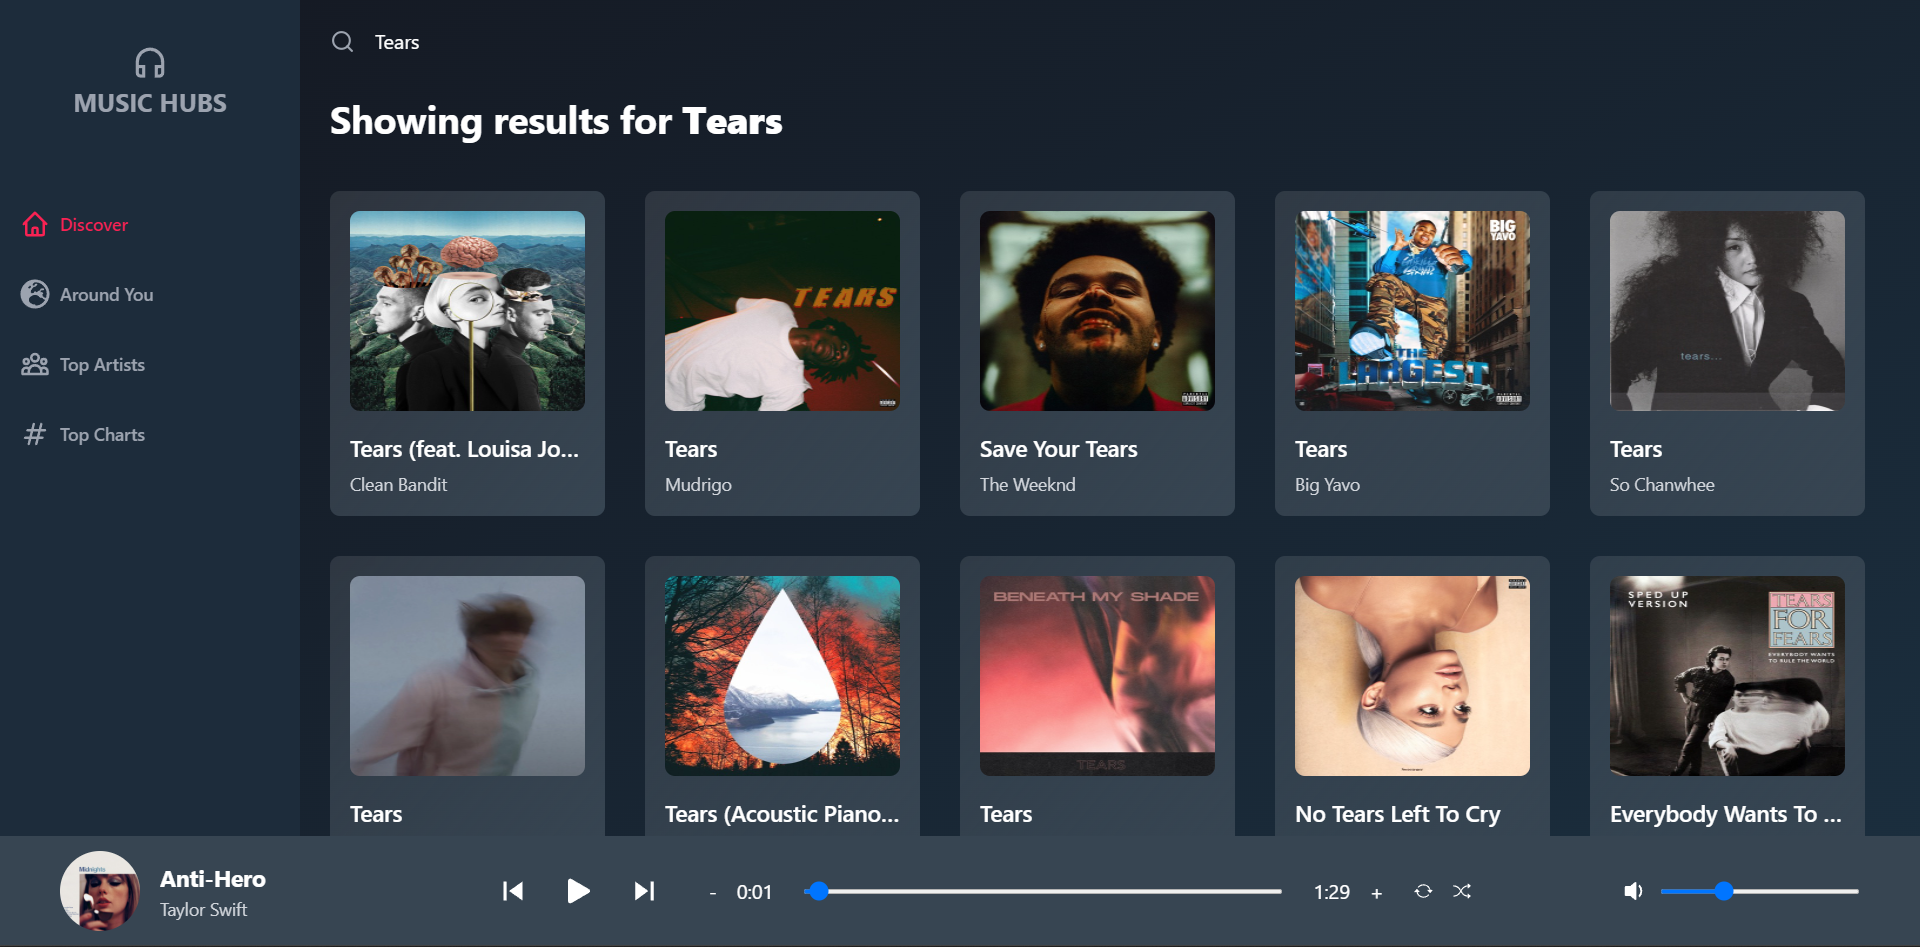 Tears
MUSIC HUBS
Showing results for Tears
Discover
Around You
Top Artists
Top Charts
TEARS
BIG
YAVO
THE
LARGEST
tears...
Tears (feat. Louisa Jo...
Clean Bandit
Tears
Mudrigo
Save Your Tears
The Weeknd
Tears
Big Yavo
Tears
So Chanwhee
BENEATH MY SHADE
TEARS
SPED UP
VERSION
TEARS
FOR
FEARS
EVERYBODY WANTS
TO RULE THE WORLD
Tears
Tears (Acoustic Piano...
Tears
No Tears Left To Cry
Everybody Wants To ...
Midnights
Anti-Hero
Taylor Swift
- 0:01
1:29 +